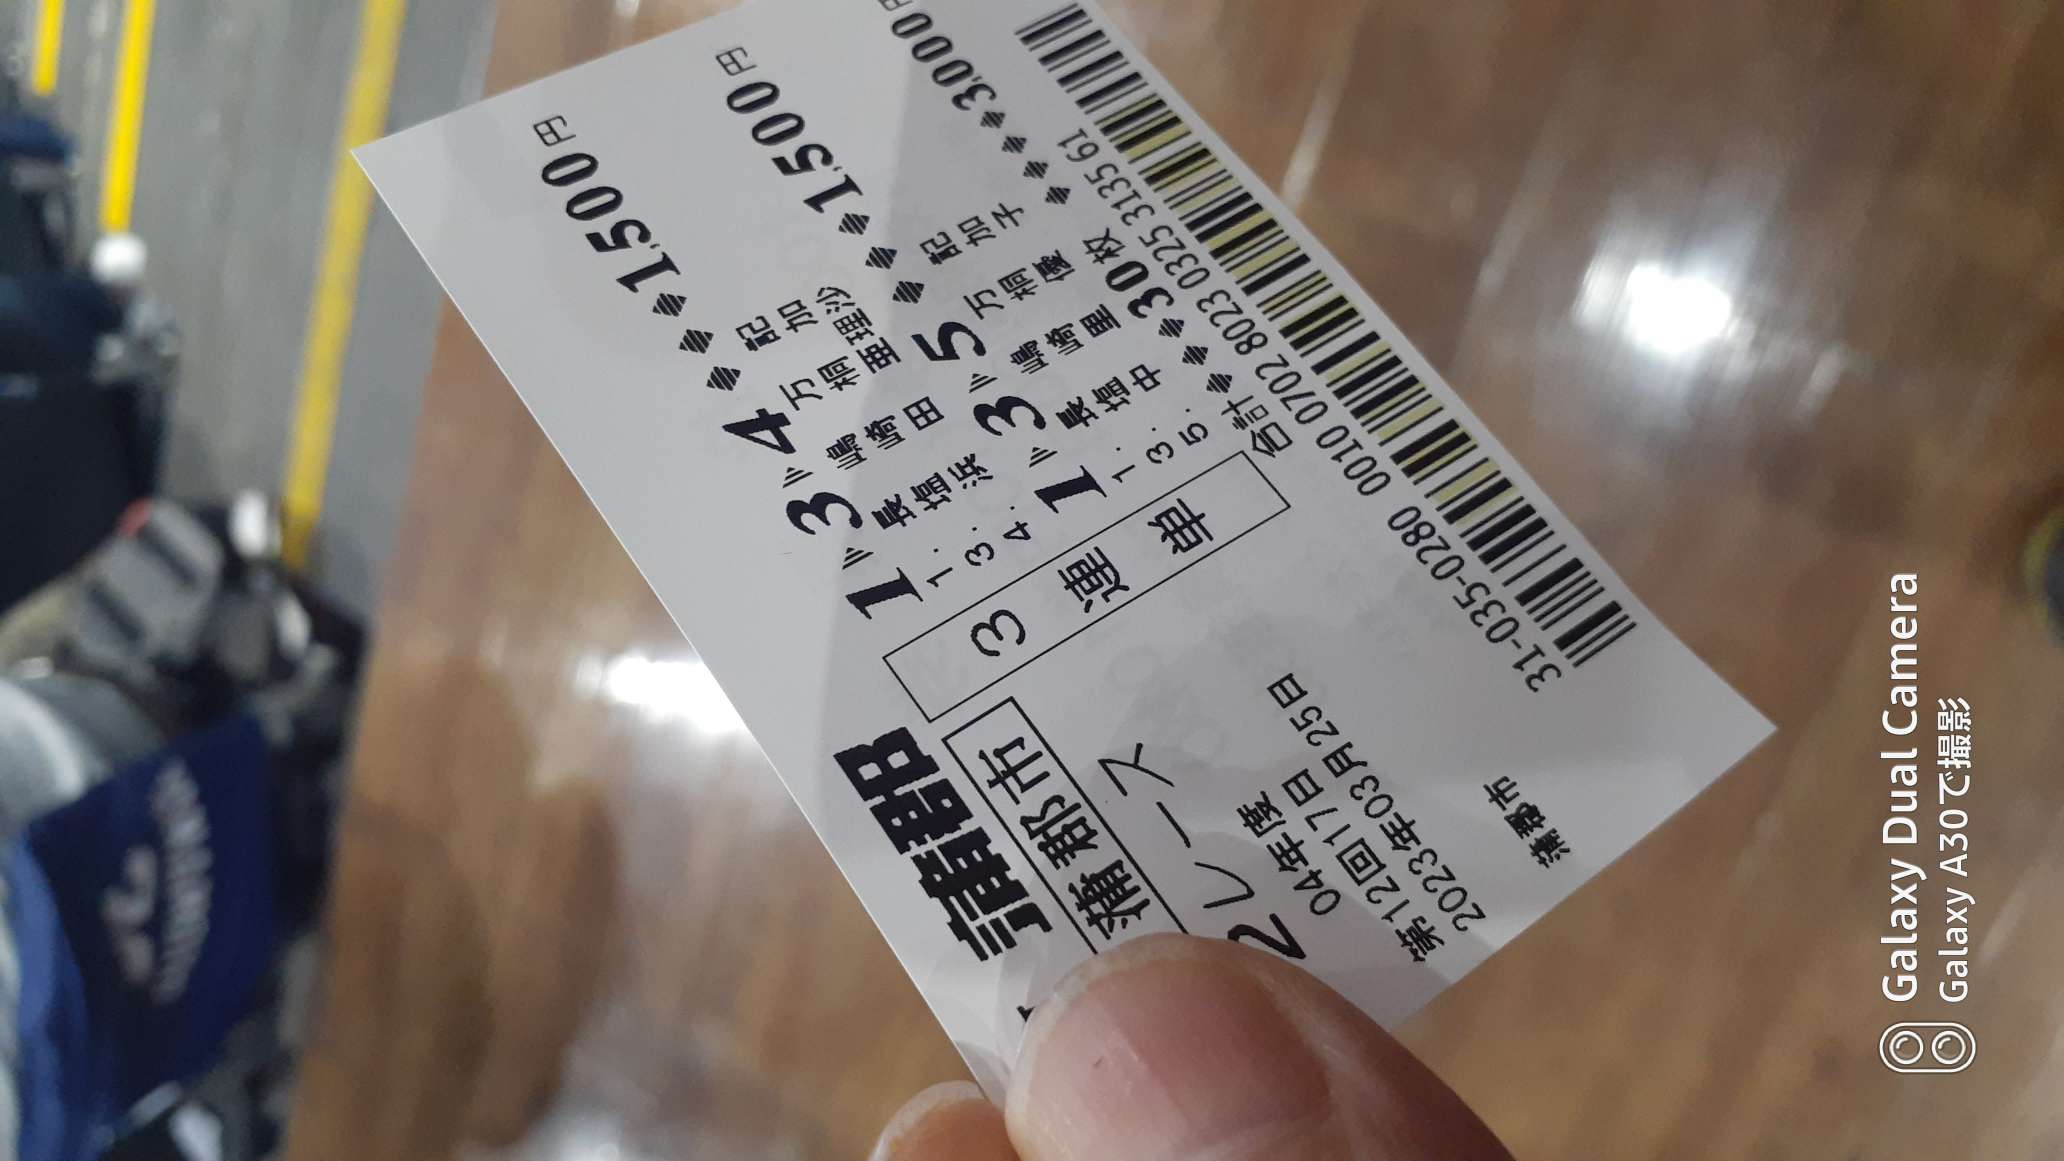 蒲郡
蒲郡市
2レース
04年度
第12回17日
2023年03月25日
蒲郡市
3連単
1 3 4 ◆◆◆1,500円
1. 長嶋万記
3. 塩崎桐加
4. 浜田亜理沙
1 3 5 ◆◆◆1,500円
1. 長嶋万記
3. 塩崎桐加
5. 中里優子
合計 ◆◆◆30枚 ◆◆◆◆3,000円
31-035-0280 0010 0702 8023 0325 313561
YAMAHA
Galaxy Dual Camera
Galaxy A30で撮影